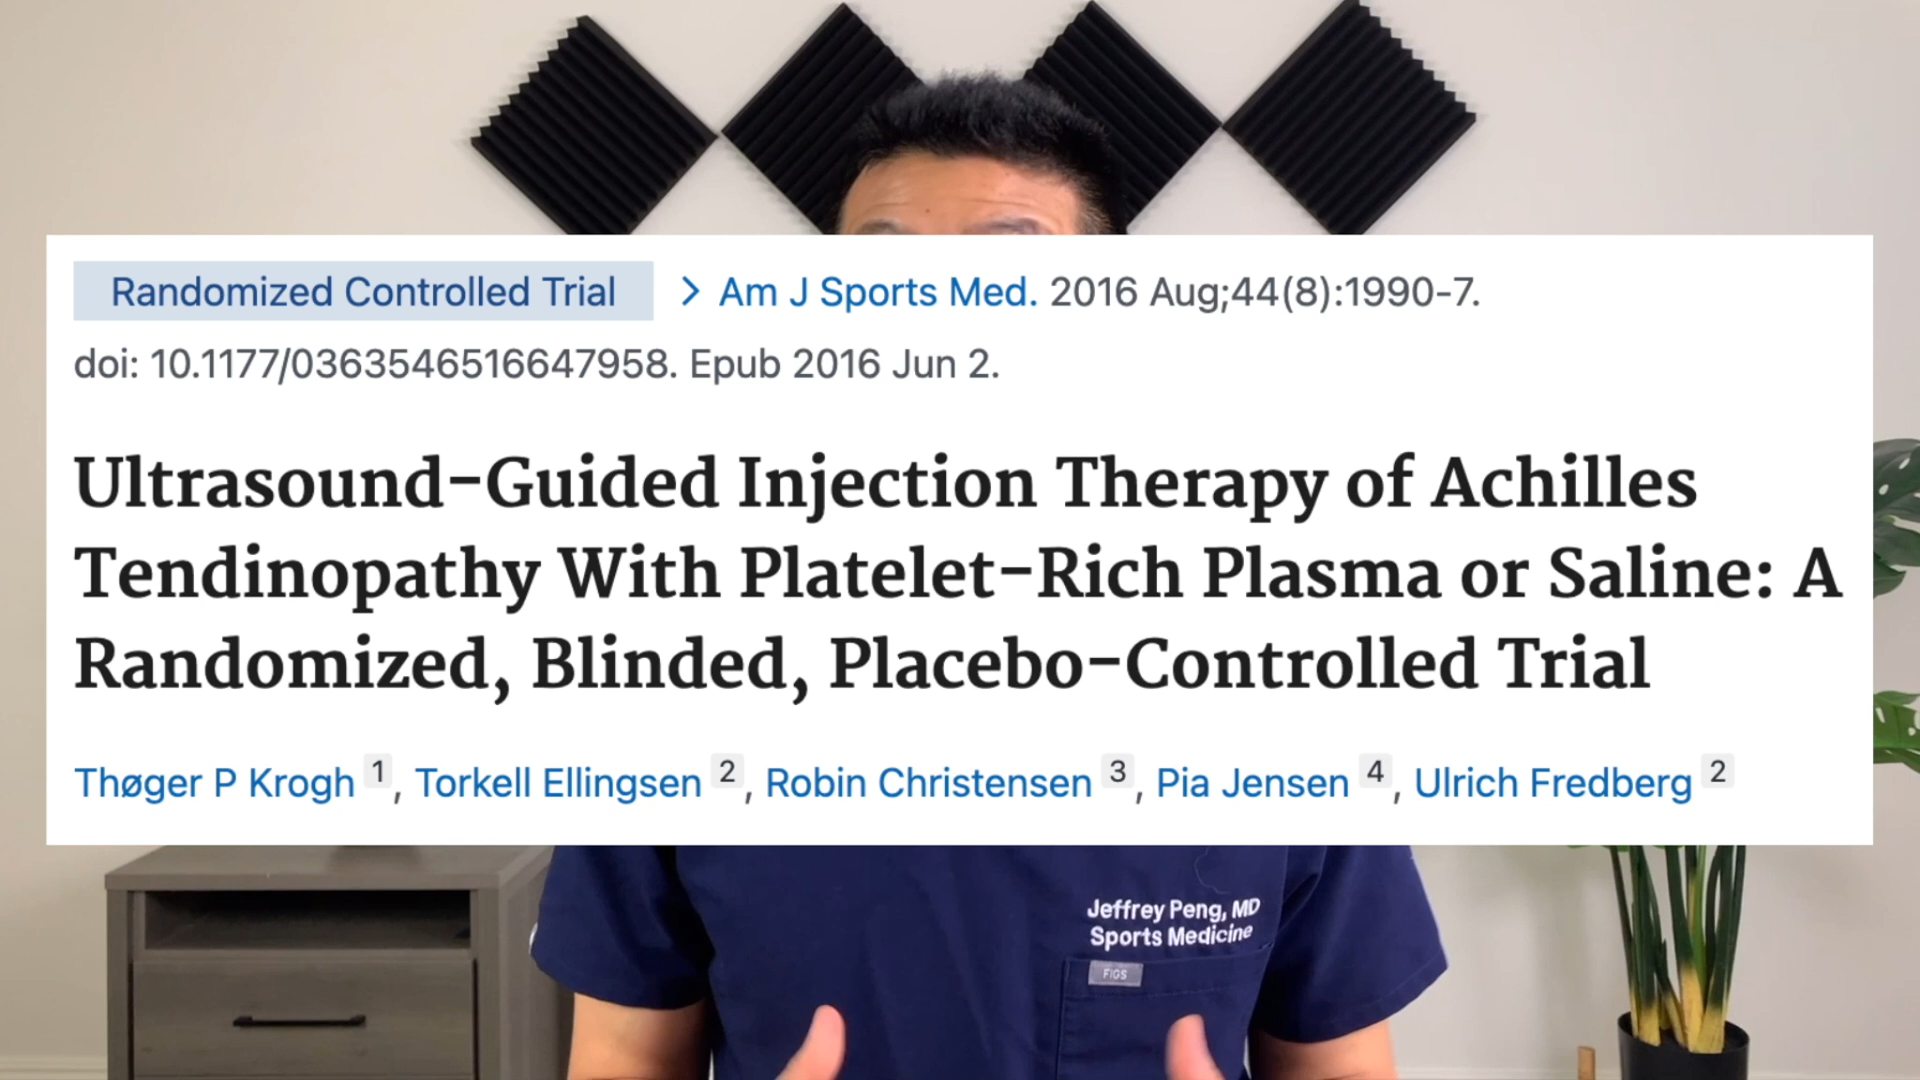 Randomized Controlled Trial > Am J Sports Med. 2016 Aug;44(8):1990-7.
doi: 10.1177/0363546516647958. Epub 2016 Jun 2.
Ultrasound-Guided Injection Therapy of Achilles
Tendinopathy With Platelet-Rich Plasma or Saline: A
Randomized, Blinded, Placebo-Controlled Trial
Thøger P Krogh 1, Torkell Ellingsen 2, Robin Christensen 3, Pia Jensen 4, Ulrich Fredberg 2
Jeffrey Peng, MD
Sports Medicine
FIGS